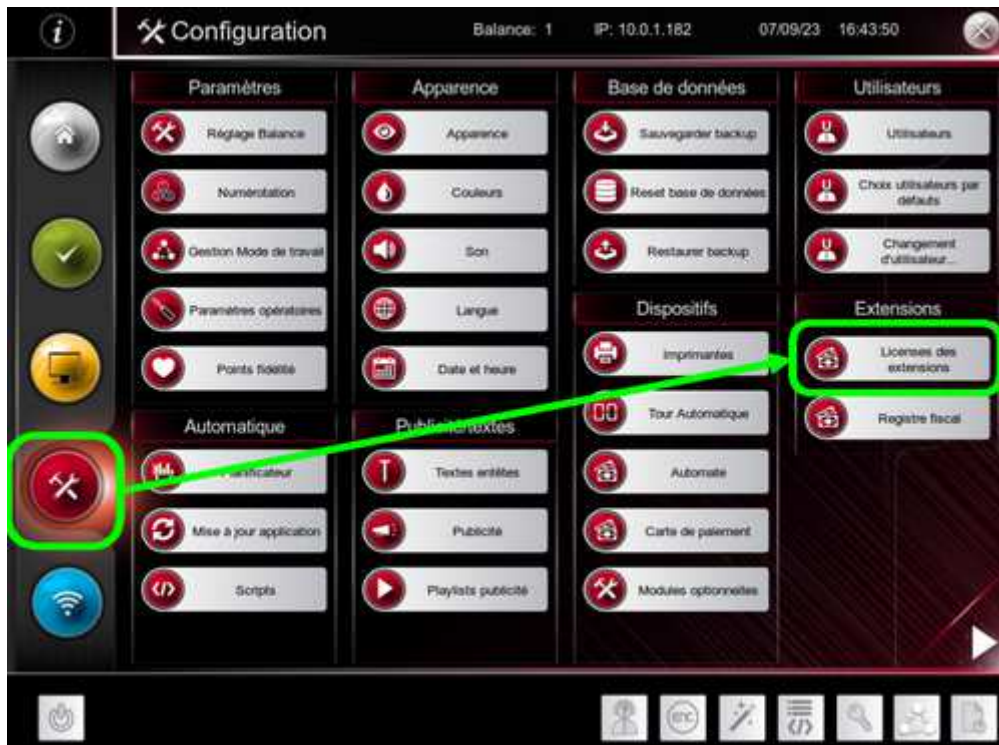 i
Configuration
Balance: 1
IP: 10.0.1.182
07/09/23
16:43:50
Paramètres
Réglage Balance
Numérotation
Gestion Mode de travail
Paramètres opératoires
Points fidélité
Automatique
Planificateur
Mise à jour application
Scripts
Apparence
Apparence
Couleurs
Son
Langue
Date et heure
Publicité/textes
Textes entêtes
Publicité
Playlists publicité
Base de données
Sauvegarder backup
Reset base de données
Restaurer backup
Dispositifs
Imprimantes
Tour Automatique
Automate
Carte de paiement
Modules optionnelles
Utilisateurs
Utilisateurs
Choix utilisateurs par
défauts
Changement
d'utilisateur...
Extensions
Licenses des
extensions
Registre fiscal